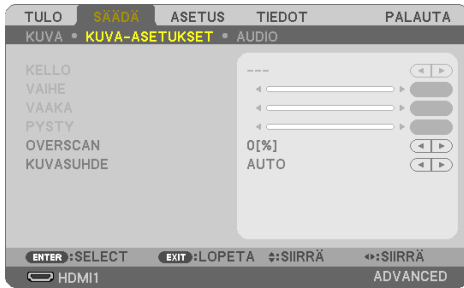 TULO SÄÄDÄ ASETUS TIEDOT PALAUTA
KUVA • KUVA-ASETUKSET • AUDIO
KELLO ---
VAIHE
VAAKA
PYSTY
OVERSCAN 0[%]
KUVASUHDE AUTO
ENTER :SELECT EXIT :LOPETA :SIIRRÄ :SIIRRÄ
HDMI1 ADVANCED